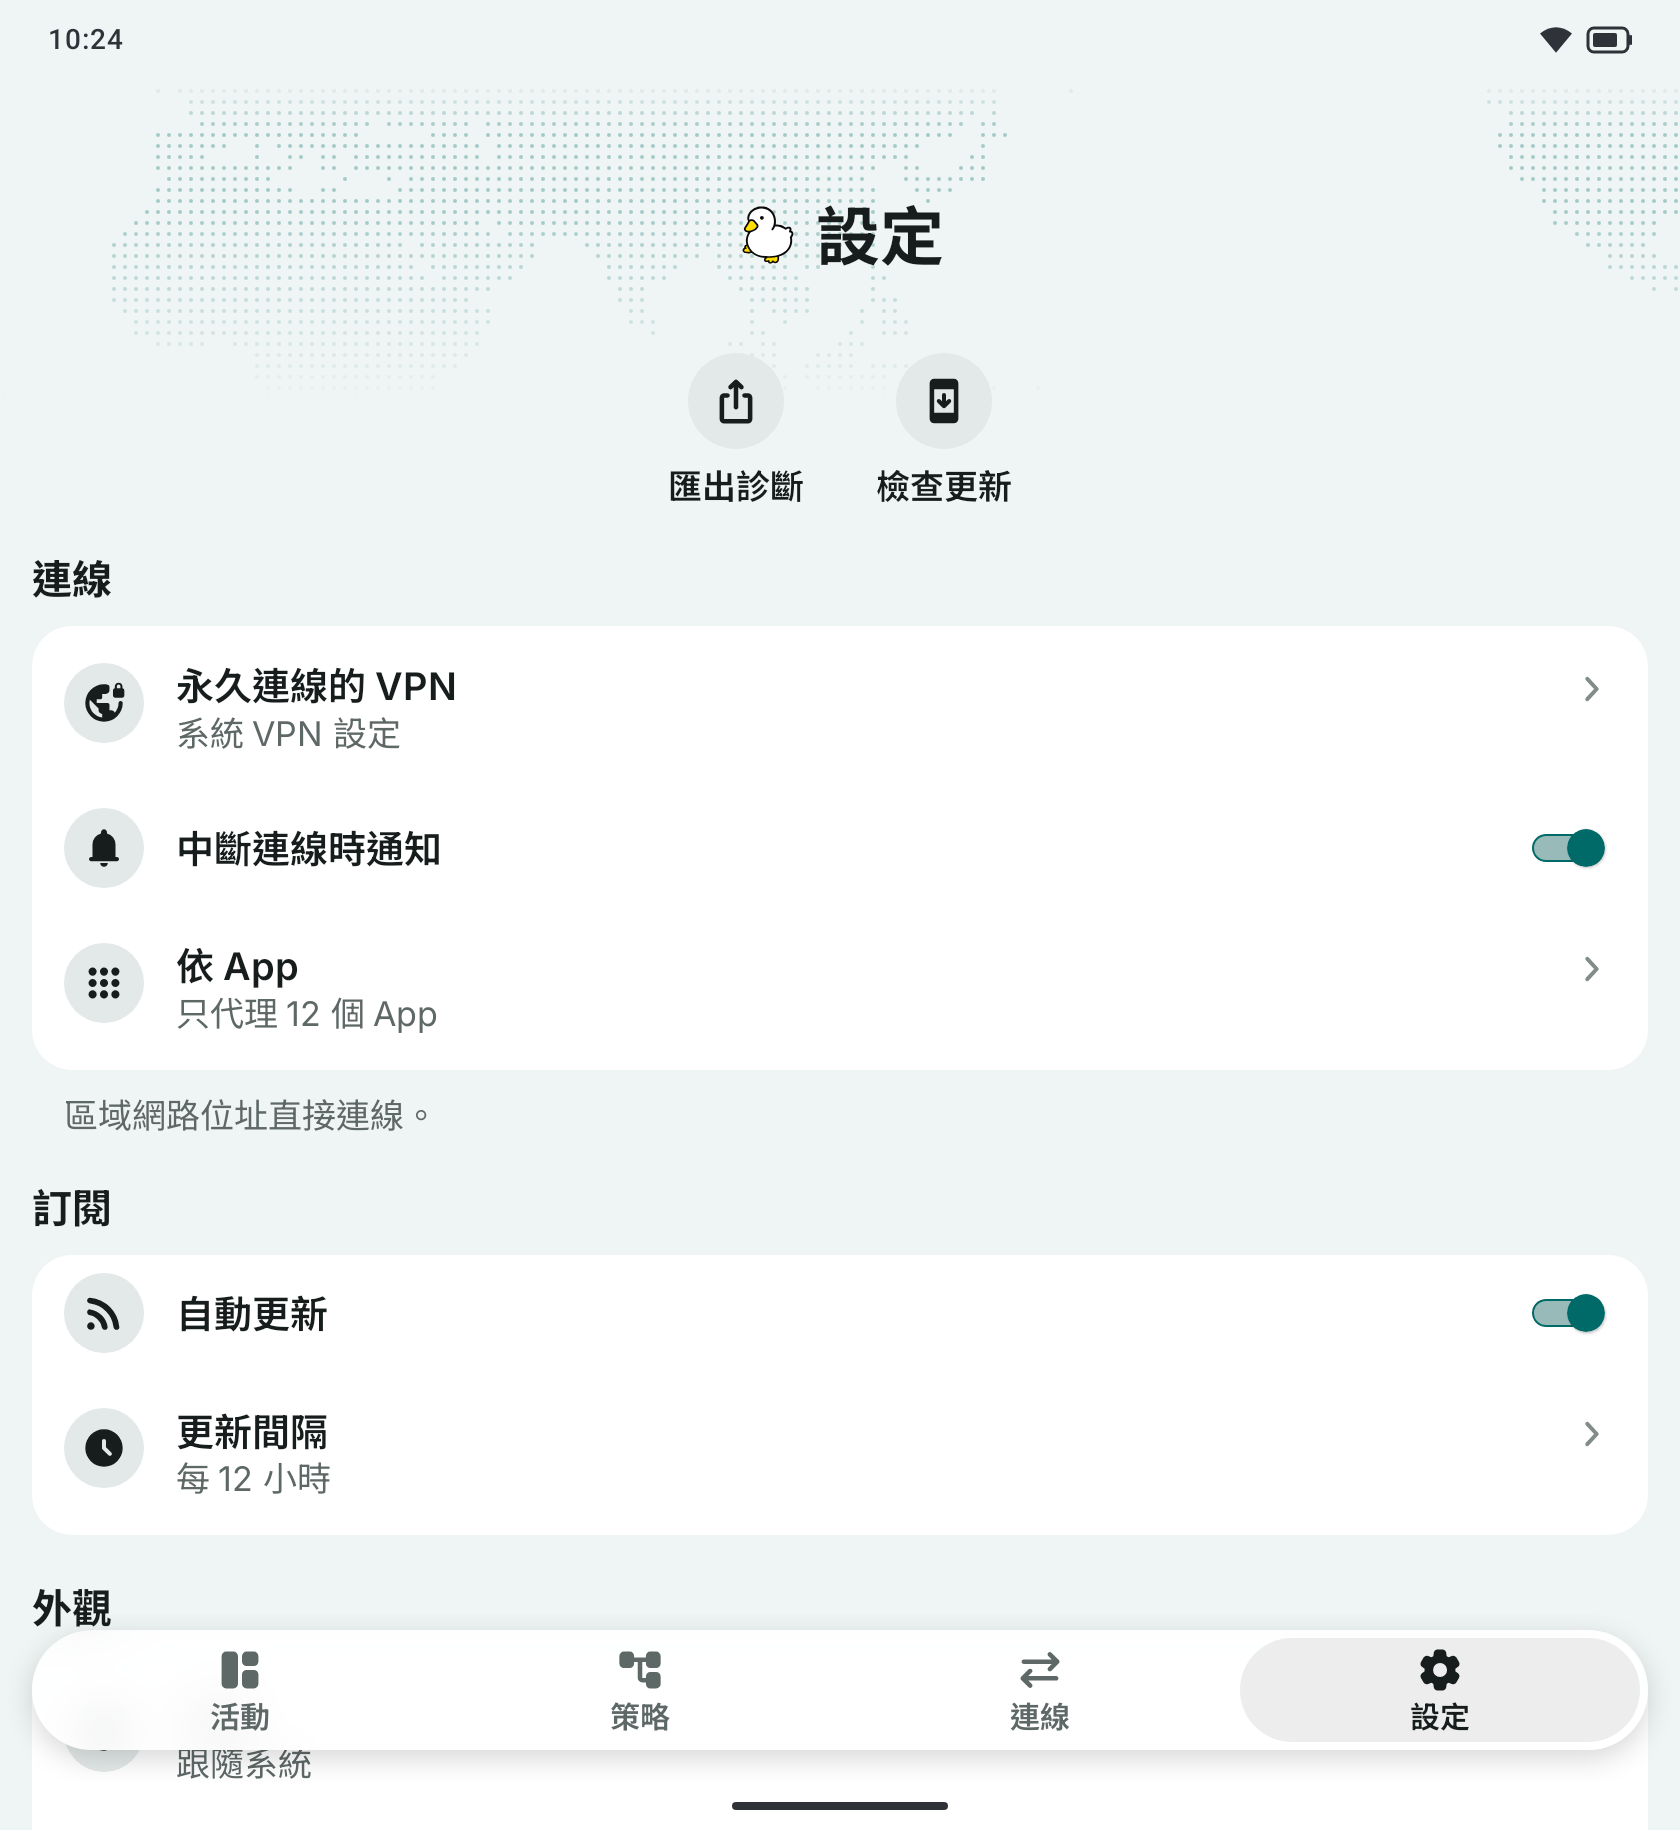 10:24
設定
匯出診斷
檢查更新
連線
永久連線的 VPN
系統 VPN 設定
中斷連線時通知
依 App
只代理 12 個 App
區域網路位址直接連線。
訂閱
自動更新
更新間隔
每 12 小時
外觀
活動
策略
連線
設定
跟隨系統